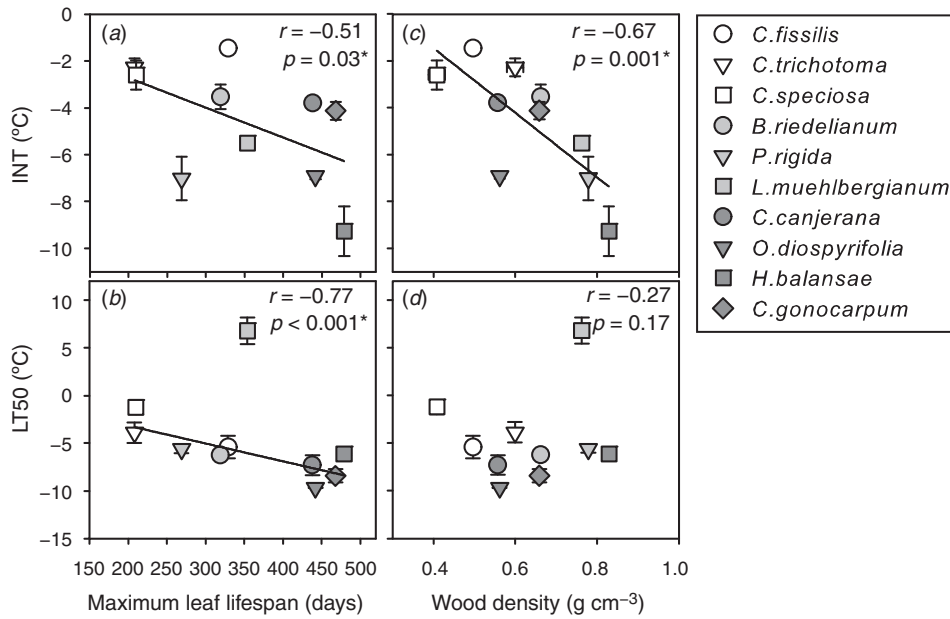 (a)
r = −0.51
p = 0.03*
(c)
r = −0.67
p = 0.001*
0
−2
−4
−6
−8
−10
INT (ºC)
(b)
r = −0.77
p < 0.001*
(d)
r = −0.27
p = 0.17
10
5
0
−5
−10
−15
LT50 (ºC)
150 200 250 300 350 400 450 500
Maximum leaf lifespan (days)
0.4 0.6 0.8 1.0
Wood density (g cm⁻³)
C.fissilis
C.trichotoma
C.speciosa
B.riedelianum
P.rigida
L.muehlbergianum
C.canjerana
O.diospyrifolia
H.balansae
C.gonocarpum